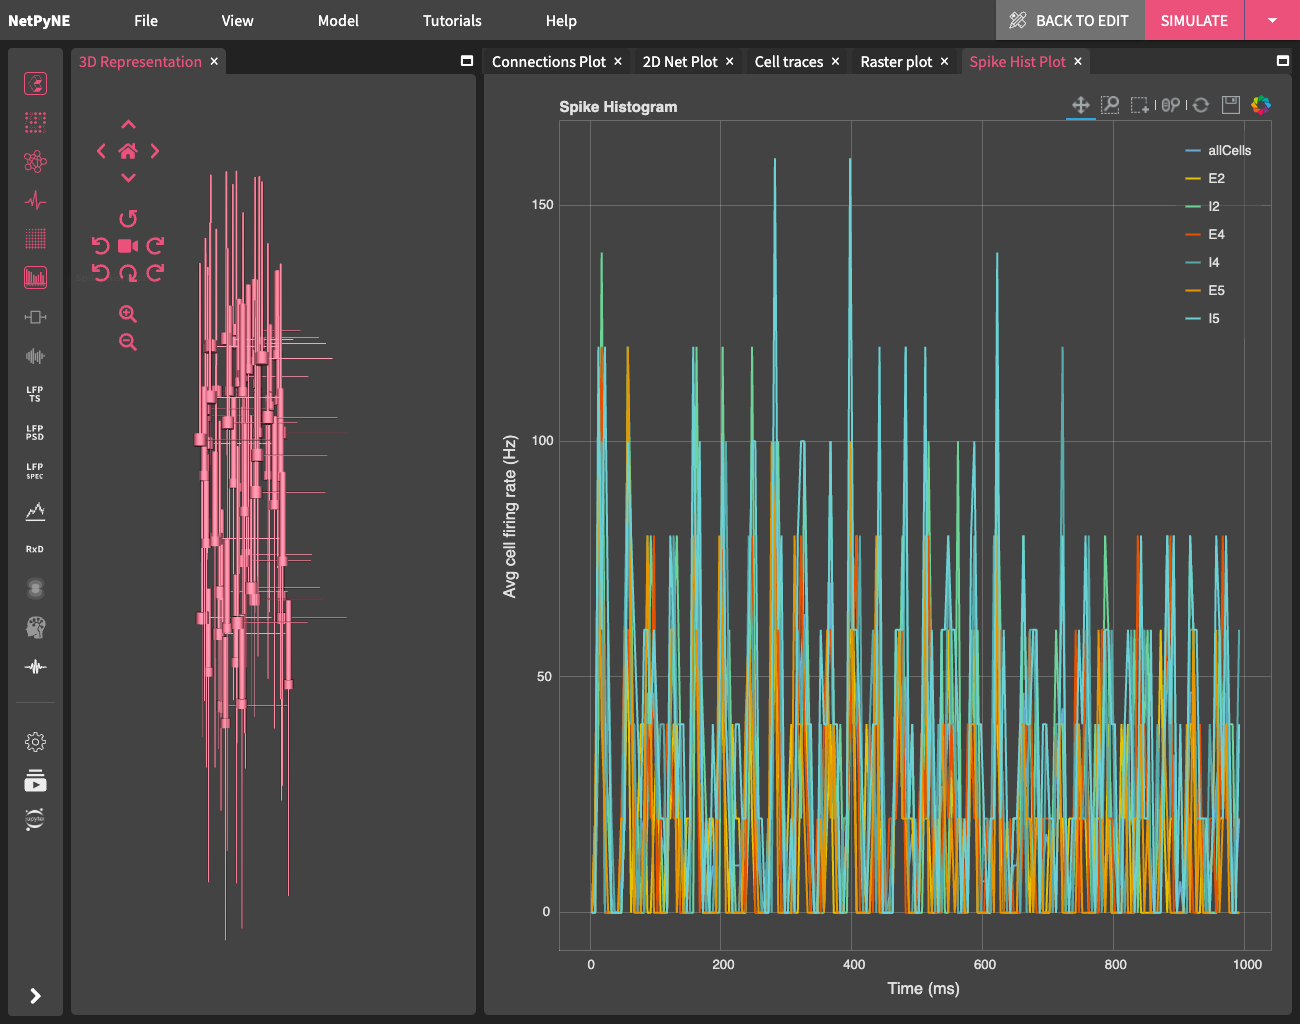 NetPyNE
File
View
Model
Tutorials
Help
BACK TO EDIT
SIMULATE
3D Representation ×
Connections Plot ×
2D Net Plot ×
Cell traces ×
Raster plot ×
Spike Hist Plot ×
LFP
TS
LFP
PSD
LFP
SPEC
RxD
jupyter
Spike Histogram
allCells
E2
I2
E4
I4
E5
I5
Avg cell firing rate (Hz)
150
100
50
0
0
200
400
600
800
1000
Time (ms)